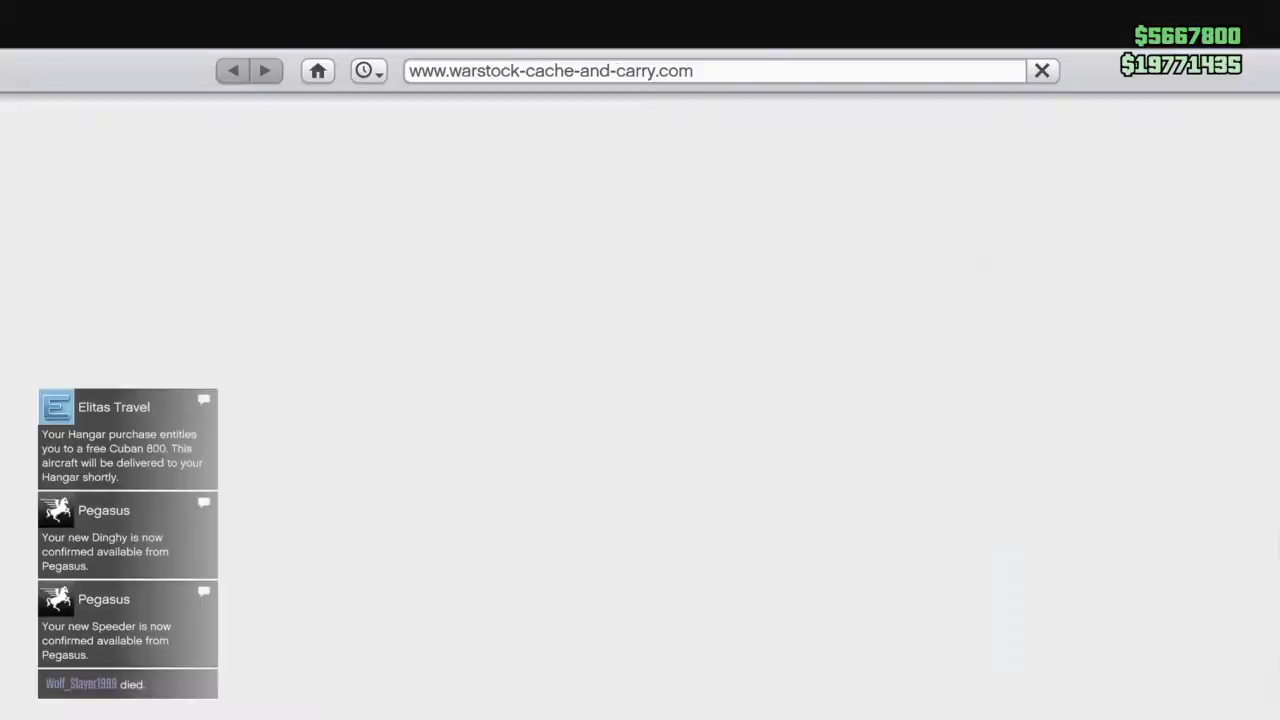 $5667800
www.warstock-cache-and-carry.com
$19771435
Elitas Travel
Your Hangar purchase entitles
you to a free Cuban 800. This
aircraft will be delivered to your
Hangar shortly.
Pegasus
Your new Dinghy is now
confirmed available from
Pegasus.
Pegasus
Your new Speeder is now
confirmed available from
Pegasus.
Wolf_Slayer1989 died.